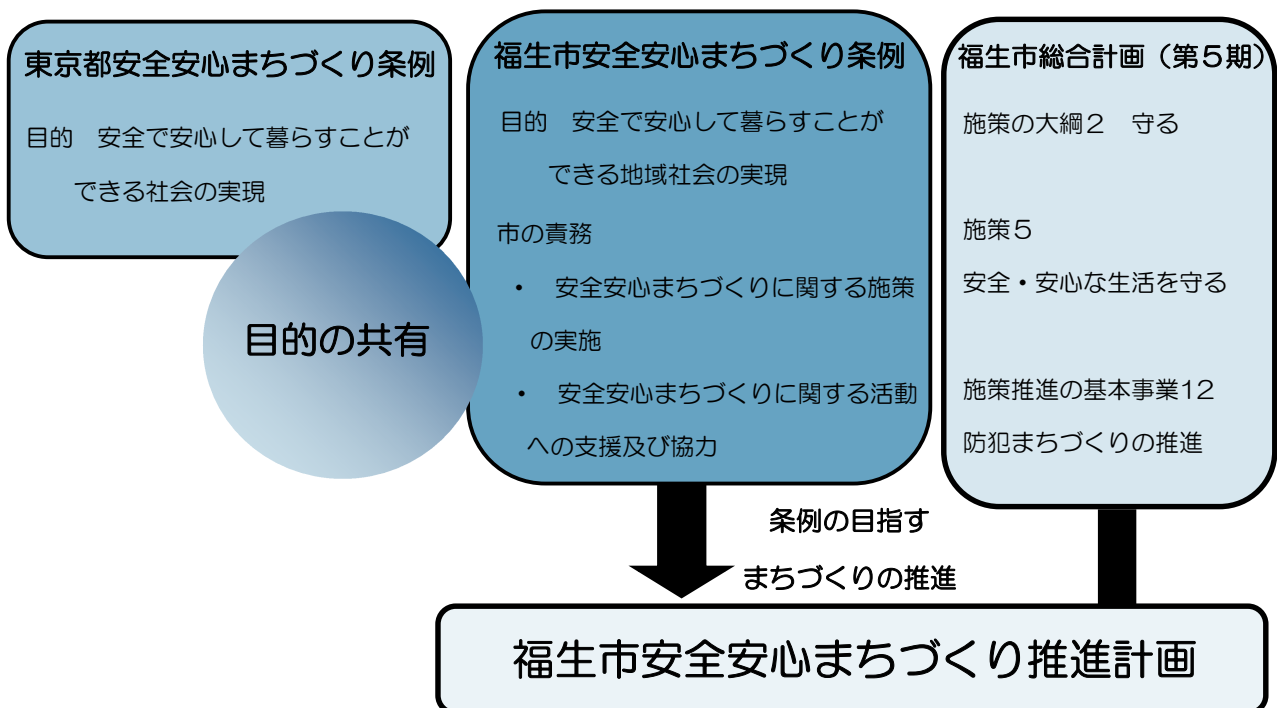 東京都安全安心まちづくり条例
目的　安全で安心して暮らすことが
できる社会の実現
目的の共有
福生市安全安心まちづくり条例
目的　安全で安心して暮らすことが
できる地域社会の実現
市の責務
・　安全安心まちづくりに関する施策
の実施
・　安全安心まちづくりに関する活動
への支援及び協力
福生市総合計画（第５期）
施策の大綱２　守る
施策５
安全・安心な生活を守る
施策推進の基本事業12
防犯まちづくりの推進
条例の目指す
まちづくりの推進
福生市安全安心まちづくり推進計画